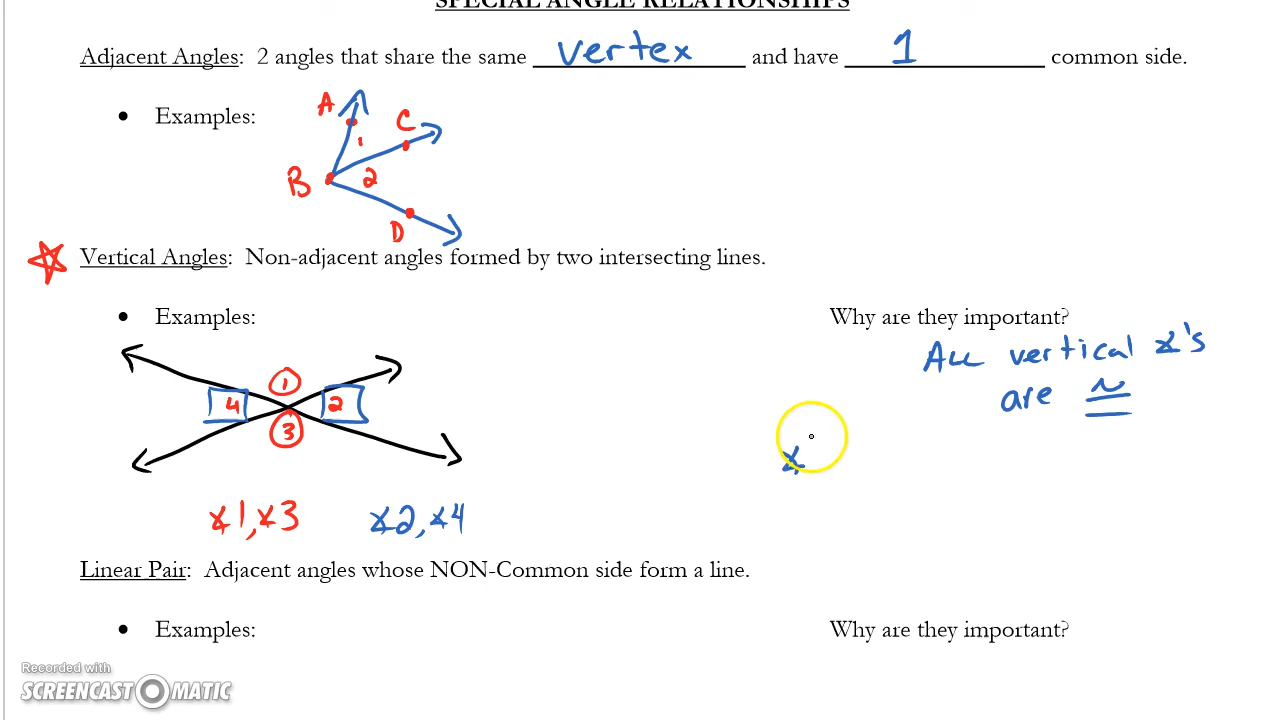 SPECIAL ANGLE RELATIONSHIPS
Adjacent Angles: 2 angles that share the same vertex and have 1 common side.
• Examples:
A
C
1
B
2
D
Vertical Angles: Non-adjacent angles formed by two intersecting lines.
• Examples:
Why are they important?
ALL vertical ∡'s
are ≅
1
4
2
3
∡
∡1, ∡3
∡2, ∡4
Linear Pair: Adjacent angles whose NON-Common side form a line.
• Examples:
Why are they important?
Recorded with
SCREENCAST-O-MATIC